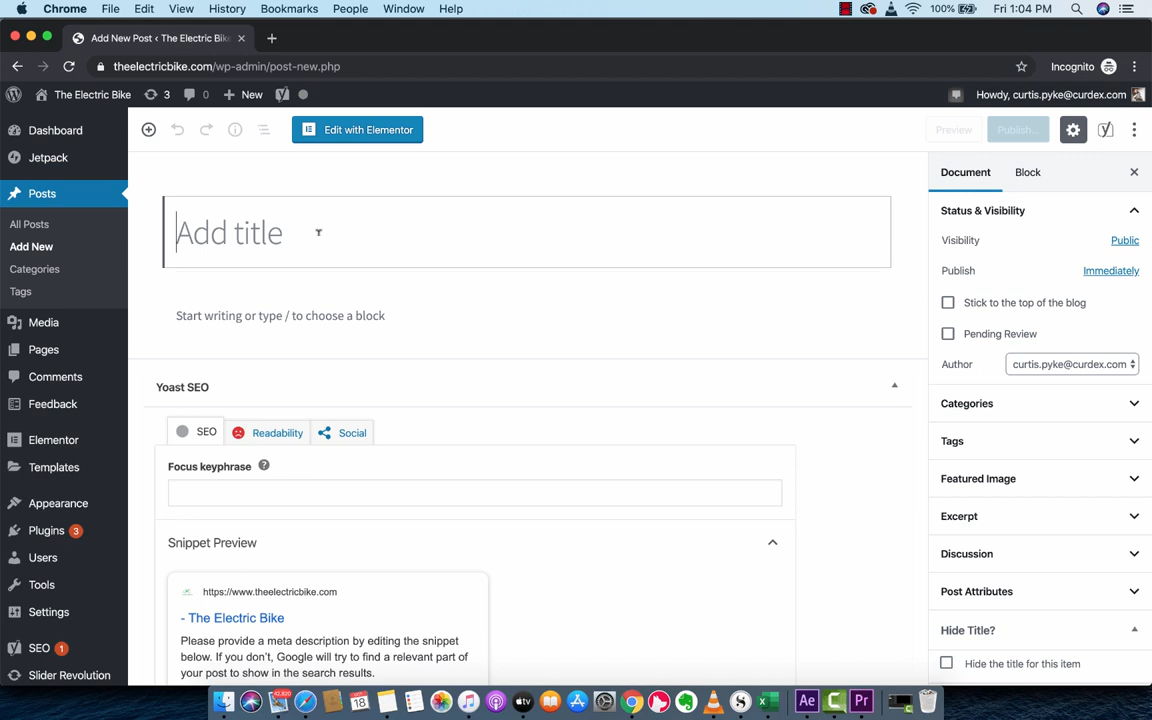 Chrome File Edit View History Bookmarks People Window Help 100% Fri 1:04 PM
Add New Post ‹ The Electric Bik
theelectricbike.com/wp-admin/post-new.php Incognito
The Electric Bike 3 0 New Howdy, curtis.pyke@curdex.com
Dashboard
Jetpack
Posts
All Posts
Add New
Categories
Tags
Media
Pages
Comments
Feedback
Elementor
Templates
Appearance
Plugins 3
Users
Tools
Settings
SEO 1
Slider Revolution
Edit with Elementor
Preview
Publish...
Add title
Start writing or type / to choose a block
Yoast SEO
SEO Readability Social
Focus keyphrase ?
Snippet Preview
https://www.theelectricbike.com
- The Electric Bike
Please provide a meta description by editing the snippet
below. If you don't, Google will try to find a relevant part of
your post to show in the search results.
Document Block
Status & Visibility
Visibility Public
Publish Immediately
Stick to the top of the blog
Pending Review
Author curtis.pyke@curdex.com
Categories
Tags
Featured Image
Excerpt
Discussion
Post Attributes
Hide Title?
Hide the title for this item
18
tv
Ae
Pr